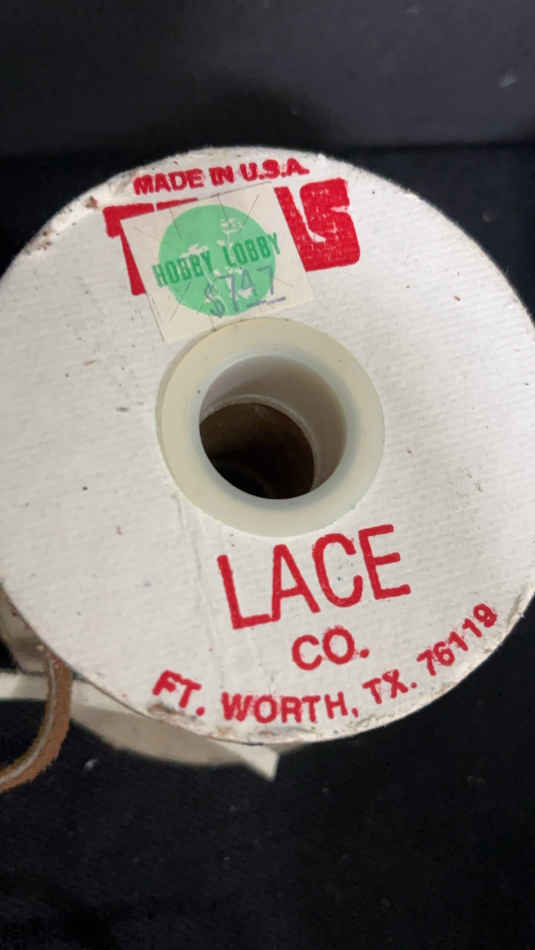 MADE IN U.S.A.
HOBBY LOBBY
$7.47
LACE
CO.
FT. WORTH, TX. 76119